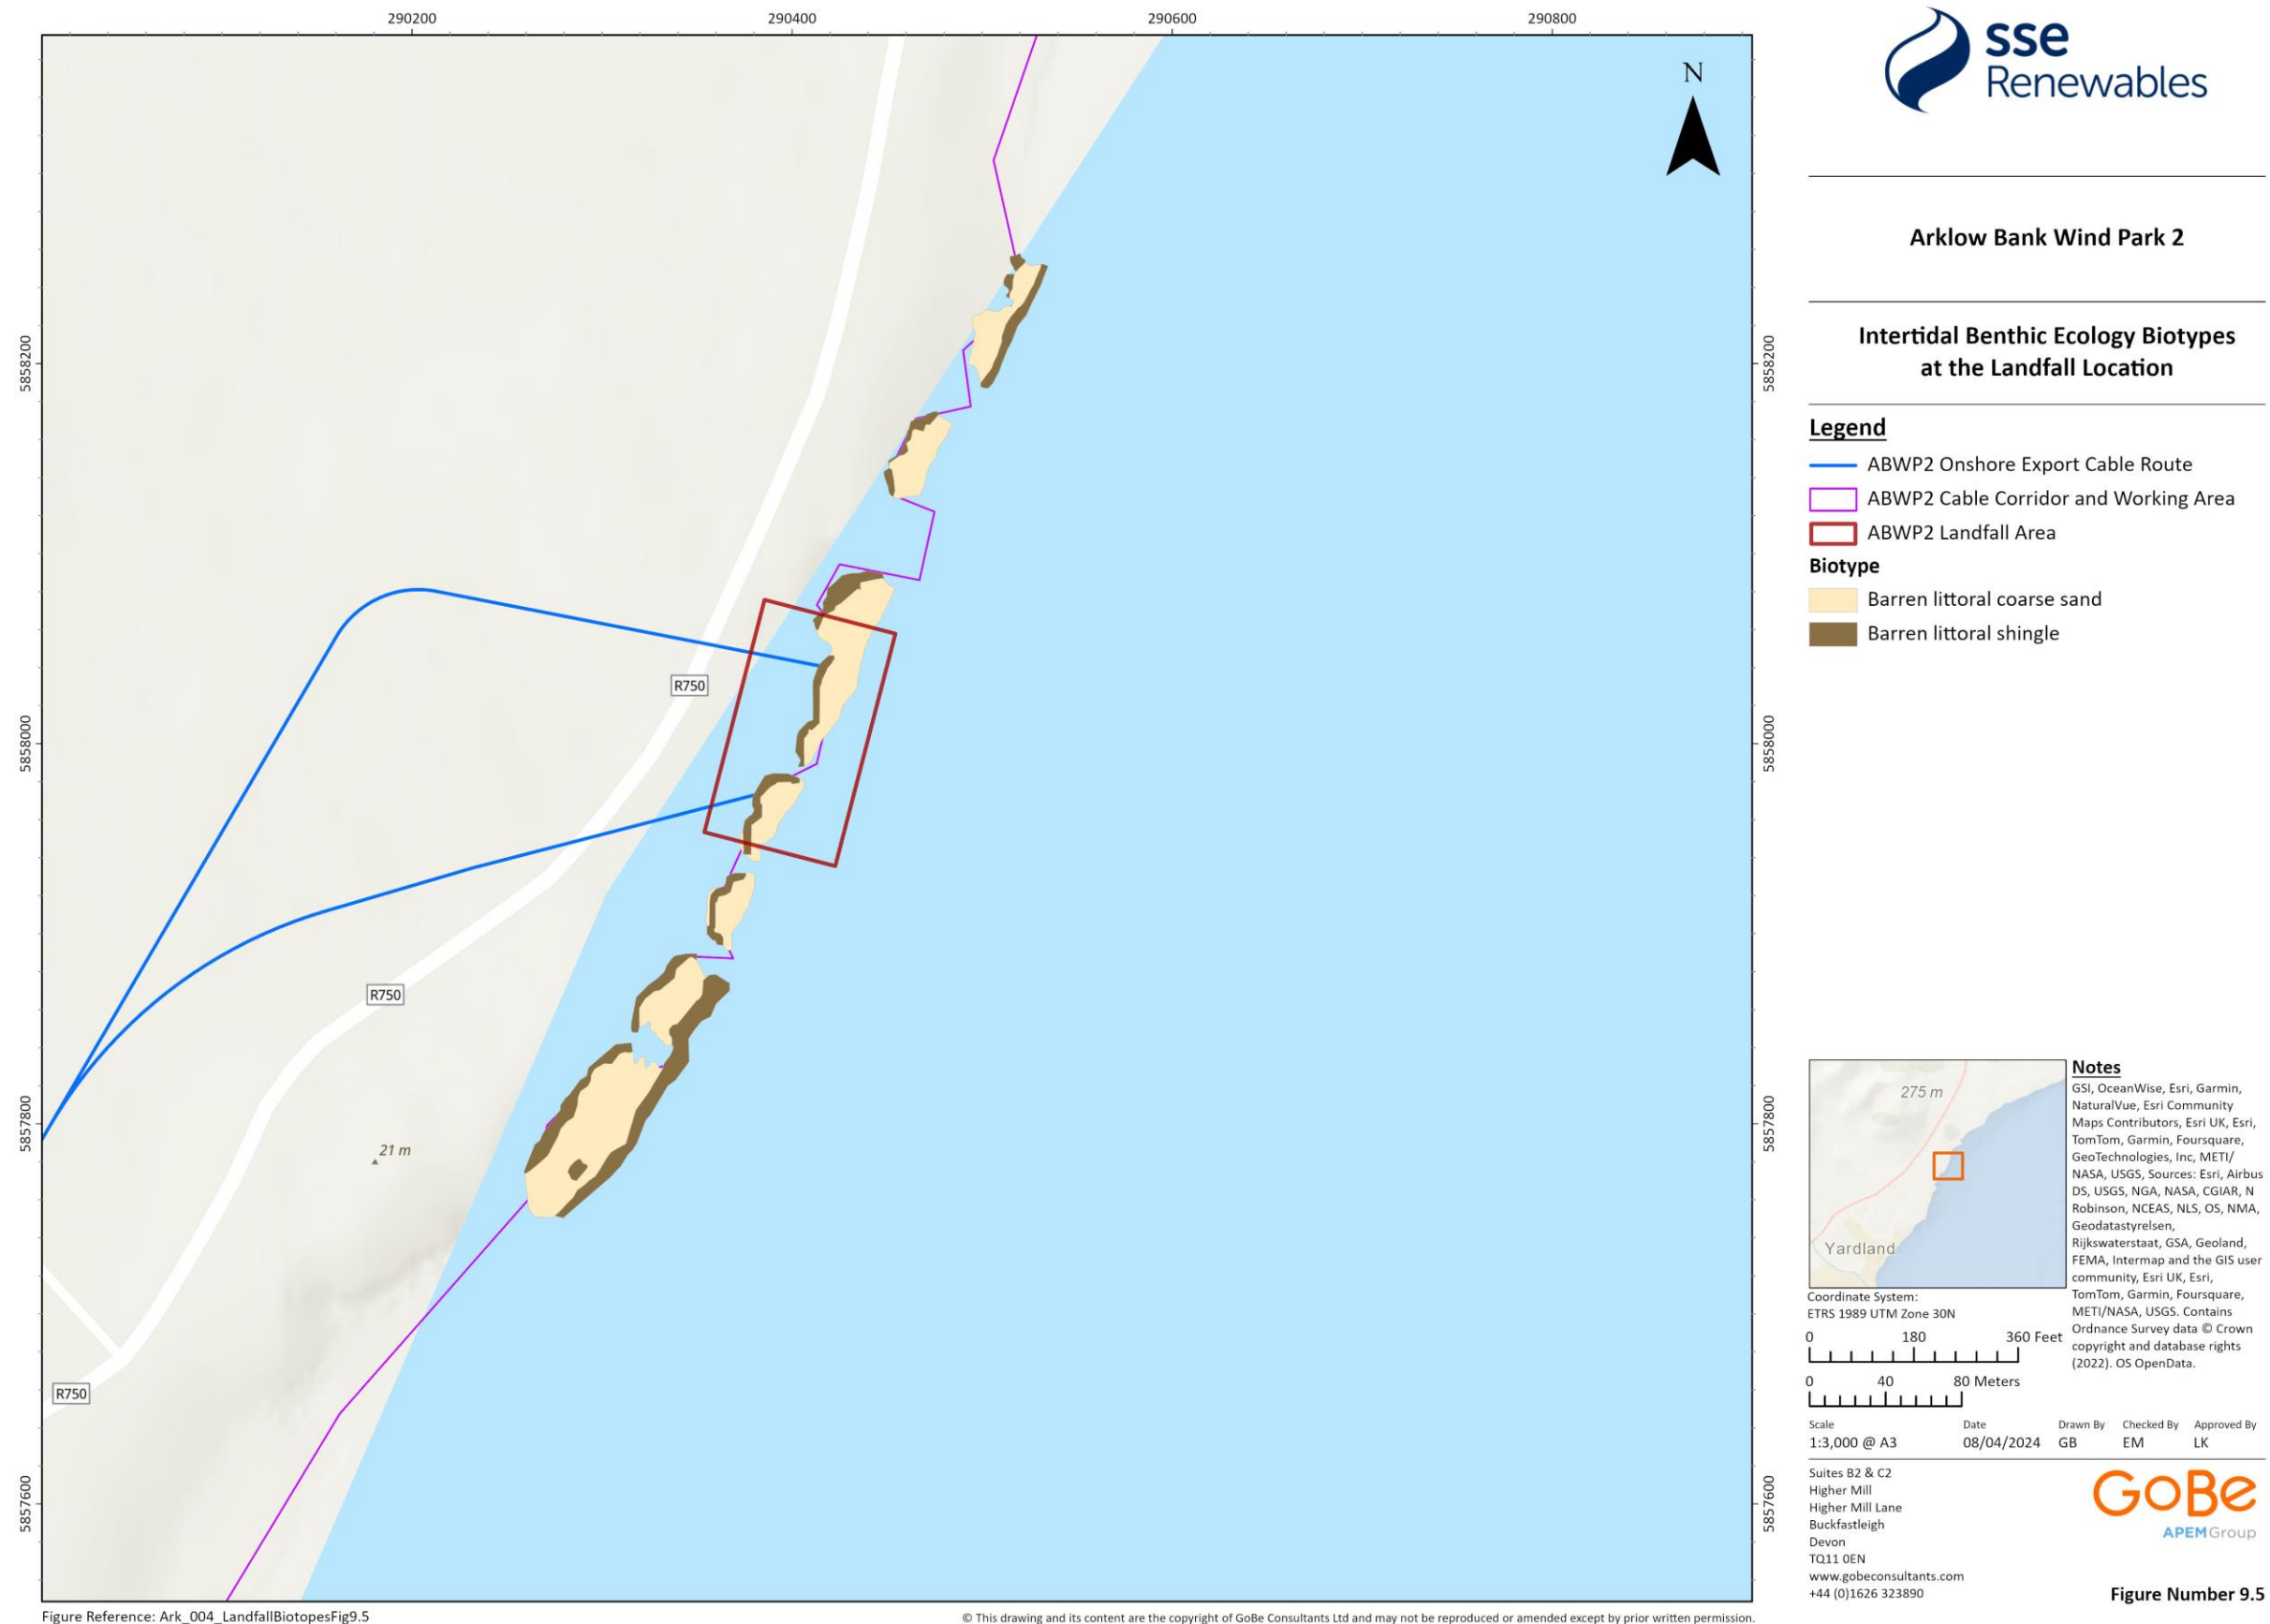 290200
290400
290600
290800
5858200
5858000
5857800
5857600
5858200
5858000
5857800
5857600
N
R750
R750
R750
21 m
sse
Renewables
Arklow Bank Wind Park 2
Intertidal Benthic Ecology Biotypes
at the Landfall Location
Legend
ABWP2 Onshore Export Cable Route
ABWP2 Cable Corridor and Working Area
ABWP2 Landfall Area
Biotype
Barren littoral coarse sand
Barren littoral shingle
275 m
Yardland
Notes
GSI, OceanWise, Esri, Garmin,
NaturalVue, Esri Community
Maps Contributors, Esri UK, Esri,
TomTom, Garmin, Foursquare,
GeoTechnologies, Inc, METI/
NASA, USGS, Sources: Esri, Airbus
DS, USGS, NGA, NASA, CGIAR, N
Robinson, NCEAS, NLS, OS, NMA,
Geodatastyrelsen,
Rijkswaterstaat, GSA, Geoland,
FEMA, Intermap and the GIS user
community, Esri UK, Esri,
TomTom, Garmin, Foursquare,
METI/NASA, USGS. Contains
Ordnance Survey data © Crown
copyright and database rights
(2022). OS OpenData.
Coordinate System:
ETRS 1989 UTM Zone 30N
0 180 360 Feet
0 40 80 Meters
Scale Date Drawn By Checked By Approved By
1:3,000 @ A3 08/04/2024 GB EM LK
Suites B2 & C2
Higher Mill
Higher Mill Lane
Buckfastleigh
Devon
TQ11 0EN
www.gobeconsultants.com
+44 (0)1626 323890
GoBe
APEMGroup
Figure Number 9.5
Figure Reference: Ark_004_LandfallBiotopesFig9.5
© This drawing and its content are the copyright of GoBe Consultants Ltd and may not be reproduced or amended except by prior written permission.